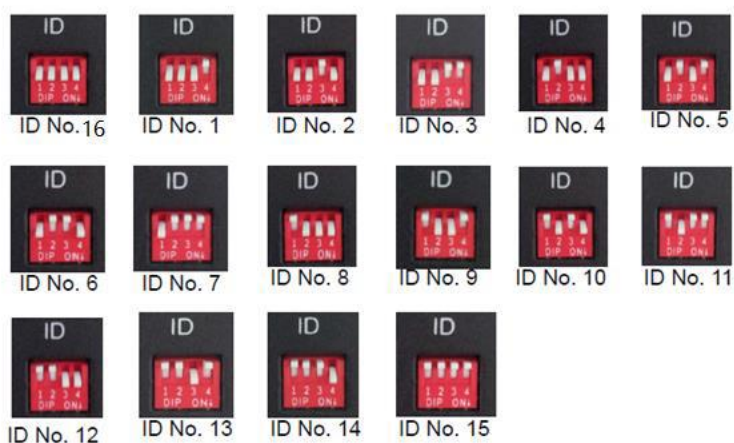 ID ID ID ID ID ID
1 2 3 4 1 2 3 4 1 2 3 4 1 2 3 4 1 2 3 4 1 2 3 4
DIP ON↓ DIP ON↓ DIP ON↓ DIP ON↓ DIP ON↓ DIP ON↓
ID No.16 ID No. 1 ID No. 2 ID No. 3 ID No. 4 ID No. 5
ID ID ID ID ID ID
1 2 3 4 1 2 3 4 1 2 3 4 1 2 3 4 1 2 3 4 1 2 3 4
DIP ON↓ DIP ON↓ DIP ON↓ DIP ON↓ DIP ON↓ DIP ON↓
ID No. 6 ID No. 7 ID No. 8 ID No. 9 ID No. 10 ID No. 11
ID ID ID ID
1 2 3 4 1 2 3 4 1 2 3 4 1 2 3 4
DIP ON↓ DIP ON↓ DIP ON↓ DIP ON↓
ID No. 12 ID No. 13 ID No. 14 ID No. 15